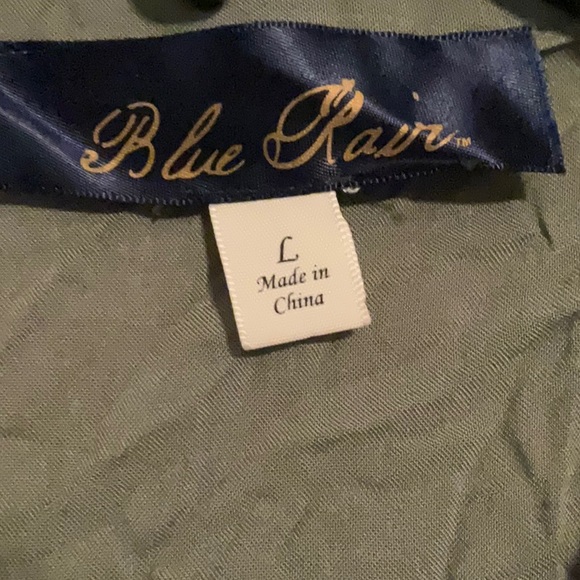 Blue Rain™
L
Made in
China